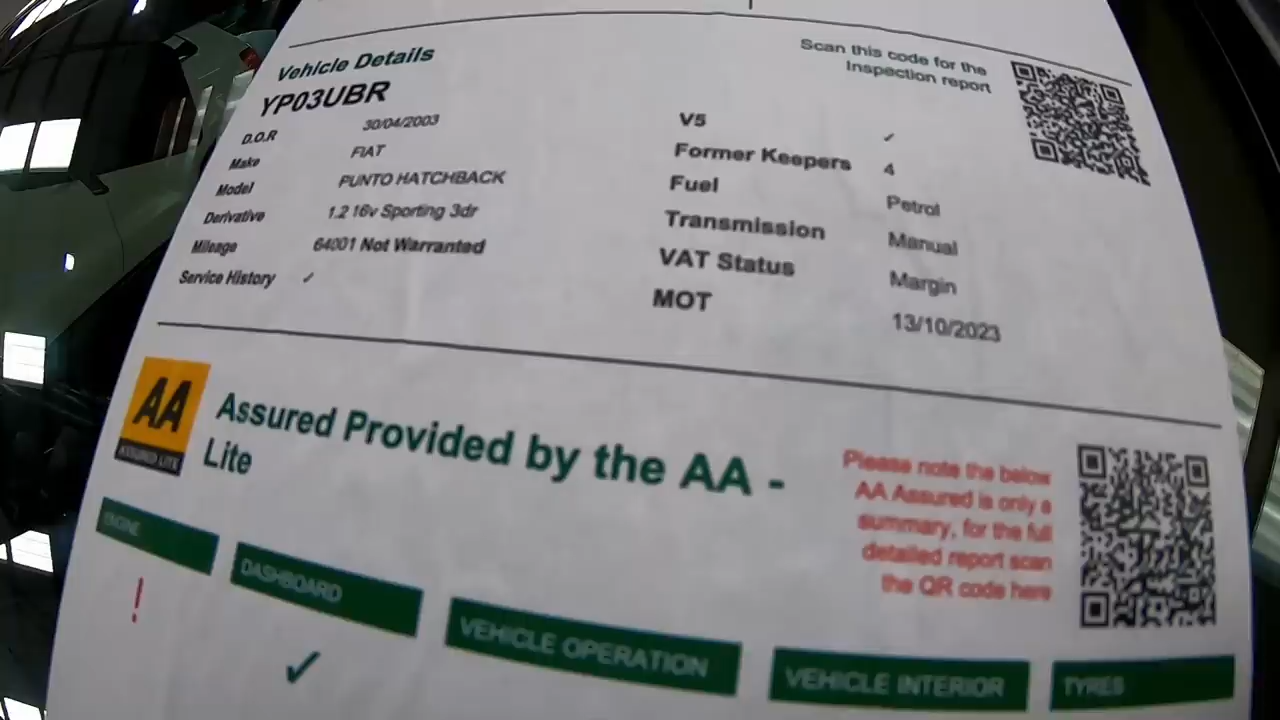 Vehicle Details
Scan this code for the
Inspection report
YP03UBR
D.O.R 30/04/2003
Make FIAT
Model PUNTO HATCHBACK
Derivative 1.2 16v Sporting 3dr
Mileage 64001 Not Warranted
Service History ✓
V5 ✓
Former Keepers 4
Fuel Petrol
Transmission Manual
VAT Status Margin
MOT 13/10/2023
AA
ASSURED LITE
Assured Provided by the AA -
Lite
Please note the below
AA Assured is only a
summary, for the full
detailed report scan
the QR code here
ENGINE
!
DASHBOARD
✓
VEHICLE OPERATION
VEHICLE INTERIOR
TYRES